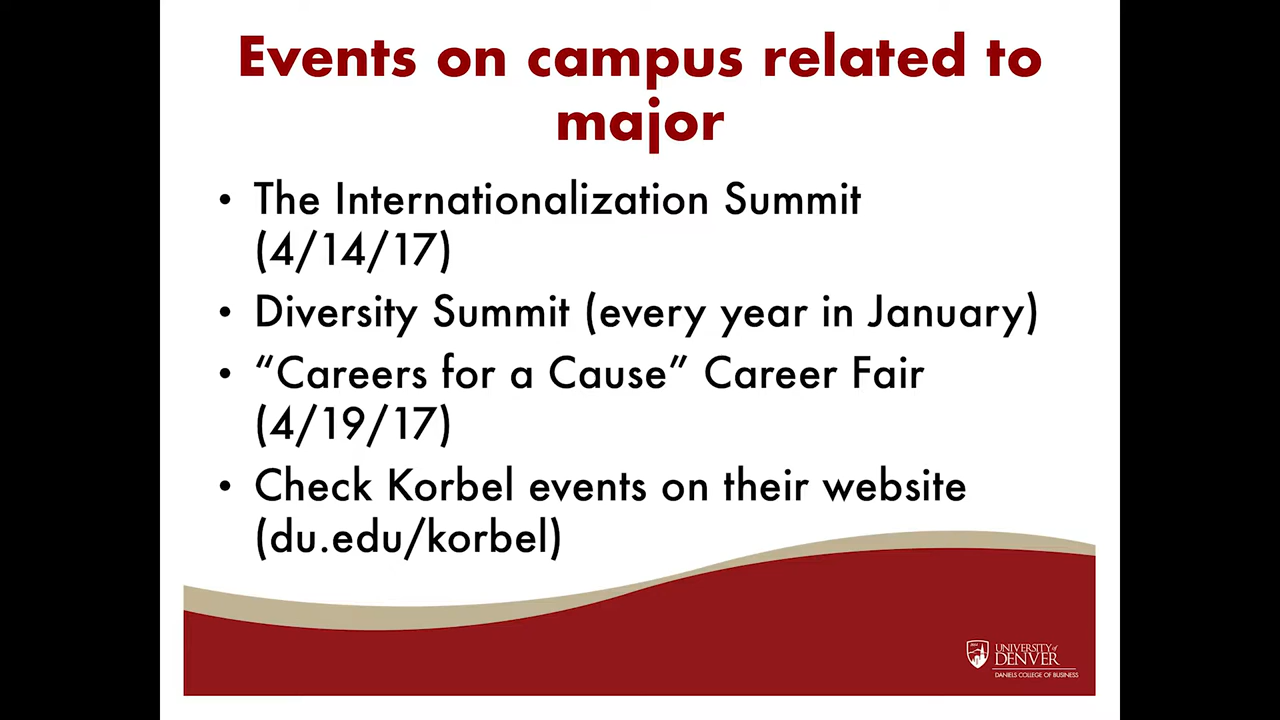 Events on campus related to
major
• The Internationalization Summit
(4/14/17)
• Diversity Summit (every year in January)
• “Careers for a Cause” Career Fair
(4/19/17)
• Check Korbel events on their website
(du.edu/korbel)
UNIVERSITY of
DENVER
DANIELS COLLEGE OF BUSINESS